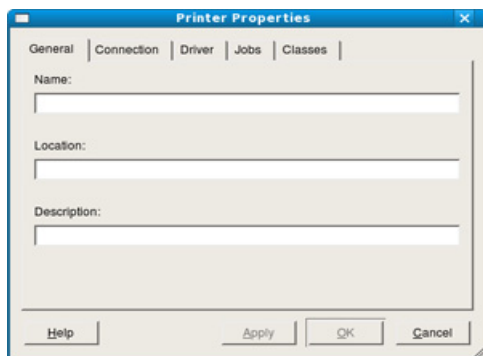 Printer Properties
General Connection Driver Jobs Classes
Name:
Location:
Description:
Help Apply OK Cancel